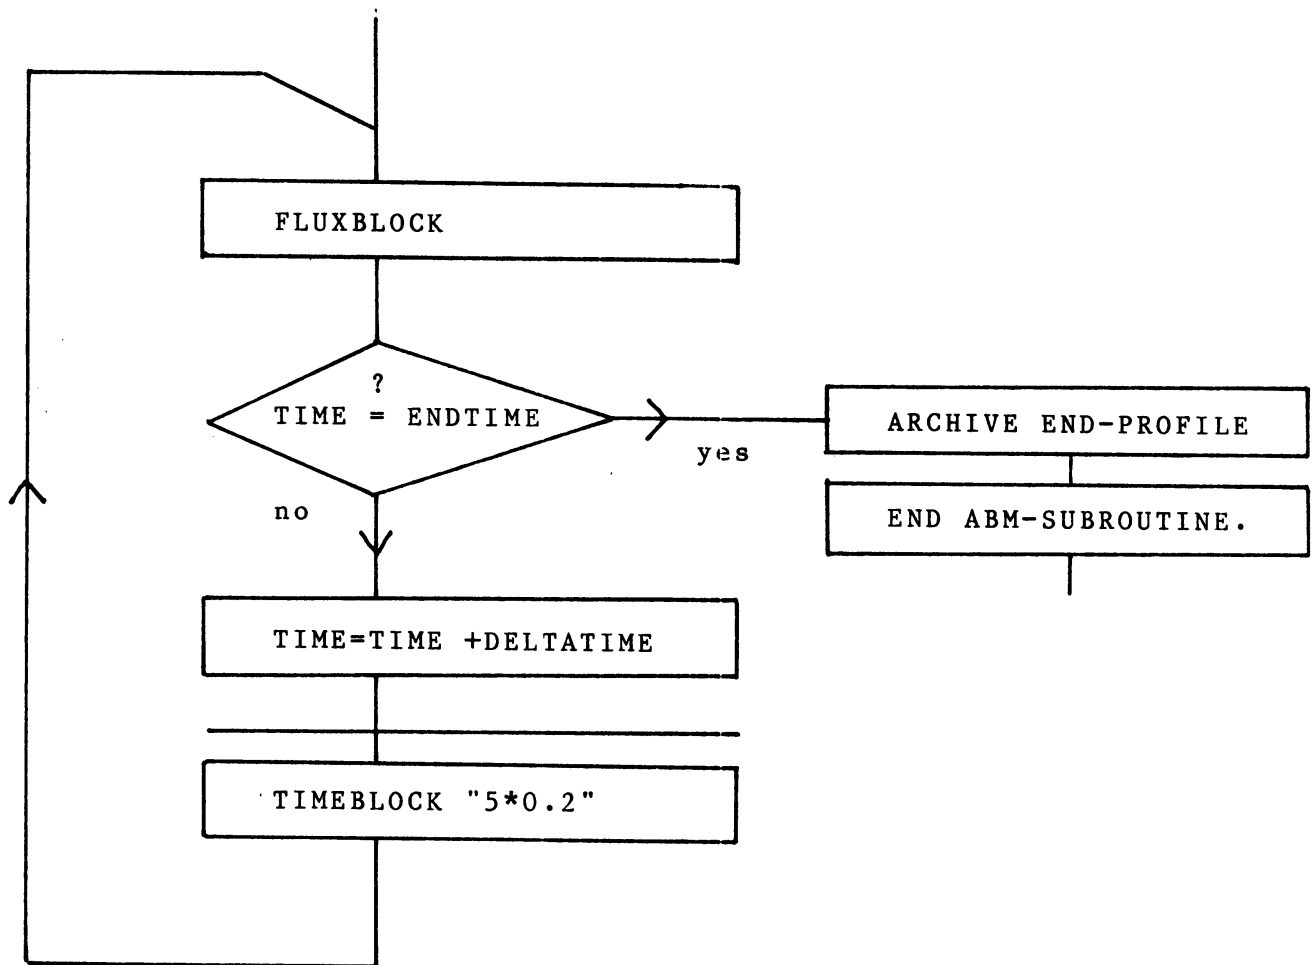 FLUXBLOCK
?
TIME = ENDTIME
yes
ARCHIVE END-PROFILE
END ABM-SUBROUTINE.
no
TIME=TIME +DELTATIME
TIMEBLOCK "5*0.2"